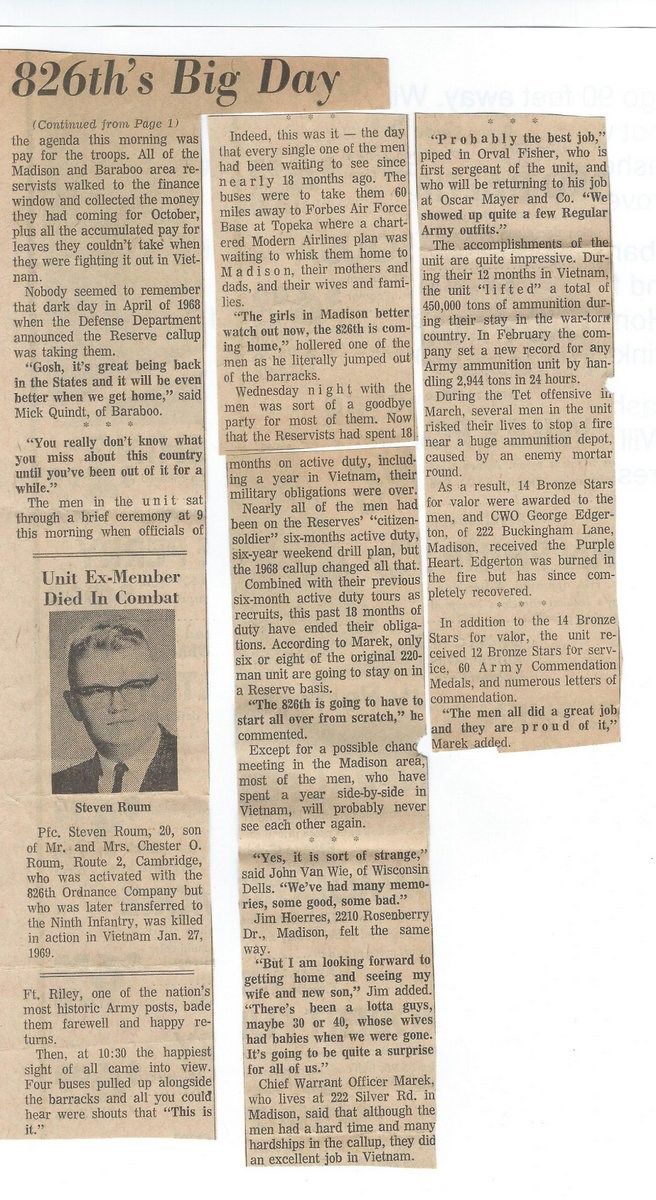 826th's Big Day
(Continued from Page 1)
the agenda this morning was
pay for the troops. All of the
Madison and Baraboo area re-
servists walked to the finance
window and collected the money
they had coming for October,
plus all the accumulated pay for
leaves they couldn't take when
they were fighting it out in Viet-
nam.
Nobody seemed to remember
that dark day in April of 1968
when the Defense Department
announced the Reserve callup
was taking them.
"Gosh, it's great being back
in the States and it will be even
better when we get home," said
Mick Quindt, of Baraboo.
* * *
"You really don't know what
you miss about this country
until you've been out of it for a
while."
The men in the unit sat
through a brief ceremony at 9
this morning when officials of
Unit Ex-Member
Died In Combat
Steven Roum
Pfc. Steven Roum, 20, son
of Mr. and Mrs. Chester O.
Roum, Route 2, Cambridge,
who was activated with the
826th Ordnance Company but
who was later transferred to
the Ninth Infantry, was killed
in action in Vietnam Jan. 27,
1969.
Ft. Riley, one of the nation's
most historic Army posts, bade
them farewell and happy re-
turns.
Then, at 10:30 the happiest
sight of all came into view.
Four buses pulled up alongside
the barracks and all you could
hear were shouts that "This is
it."
* * *
Indeed, this was it — the day
that every single one of the men
had been waiting to see since
nearly 18 months ago. The
buses were to take them 60
miles away to Forbes Air Force
Base at Topeka where a chart-
ered Modern Airlines plan was
waiting to whisk them home to
Madison, their mothers and
dads, and their wives and fami-
lies.
"The girls in Madison better
watch out now, the 826th is com-
ing home," hollered one of the
men as he literally jumped out
of the barracks.
Wednesday night with the
men was sort of a goodbye
party for most of them. Now
that the Reservists had spent 18
months on active duty, includ-
ing a year in Vietnam, their
military obligations were over.
Nearly all of the men had
been on the Reserves' "citizen-
soldier" six-months active duty,
six-year weekend drill plan, but
the 1968 callup changed all that.
Combined with their previous
six-month active duty tours as
recruits, this past 18 months of
duty have ended their obliga-
tions. According to Marek, only
six or eight of the original 220-
man unit are going to stay on in
a Reserve basis.
"The 826th is going to have to
start all over from scratch," he
commented.
Except for a possible chance
meeting in the Madison area,
most of the men, who have
spent a year side-by-side in
Vietnam, will probably never
see each other again.
* * *
"Yes, it is sort of strange,"
said John Van Wie, of Wisconsin
Dells. "We've had many memo-
ries, some good, some bad."
Jim Hoerres, 2210 Rosenberry
Dr., Madison, felt the same
way.
"But I am looking forward to
getting home and seeing my
wife and new son," Jim added.
"There's been a lotta guys,
maybe 30 or 40, whose wives
had babies when we were gone.
It's going to be quite a surprise
for all of us."
Chief Warrant Officer Marek,
who lives at 222 Silver Rd. in
Madison, said that although the
men had a hard time and many
hardships in the callup, they did
an excellent job in Vietnam.
* * *
"Probably the best job,"
piped in Orval Fisher, who is
first sergeant of the unit, and
who will be returning to his job
at Oscar Mayer and Co. "We
showed up quite a few Regular
Army outfits."
The accomplishments of the
unit are quite impressive. Dur-
ing their 12 months in Vietnam,
the unit "lifted" a total of
450,000 tons of ammunition dur-
ing their stay in the war-torn
country. In February the com-
pany set a new record for any
Army ammunition unit by han-
dling 2,944 tons in 24 hours.
During the Tet offensive in
March, several men in the unit
risked their lives to stop a fire
near a huge ammunition depot,
caused by an enemy mortar
round.
As a result, 14 Bronze Stars
for valor were awarded to the
men, and CWO George Edger-
ton, of 222 Buckingham Lane,
Madison, received the Purple
Heart. Edgerton was burned in
the fire but has since com-
pletely recovered.
* * *
In addition to the 14 Bronze
Stars for valor, the unit re-
ceived 12 Bronze Stars for serv-
ice, 60 Army Commendation
Medals, and numerous letters of
commendation.
"The men all did a great job
and they are proud of it,"
Marek added.